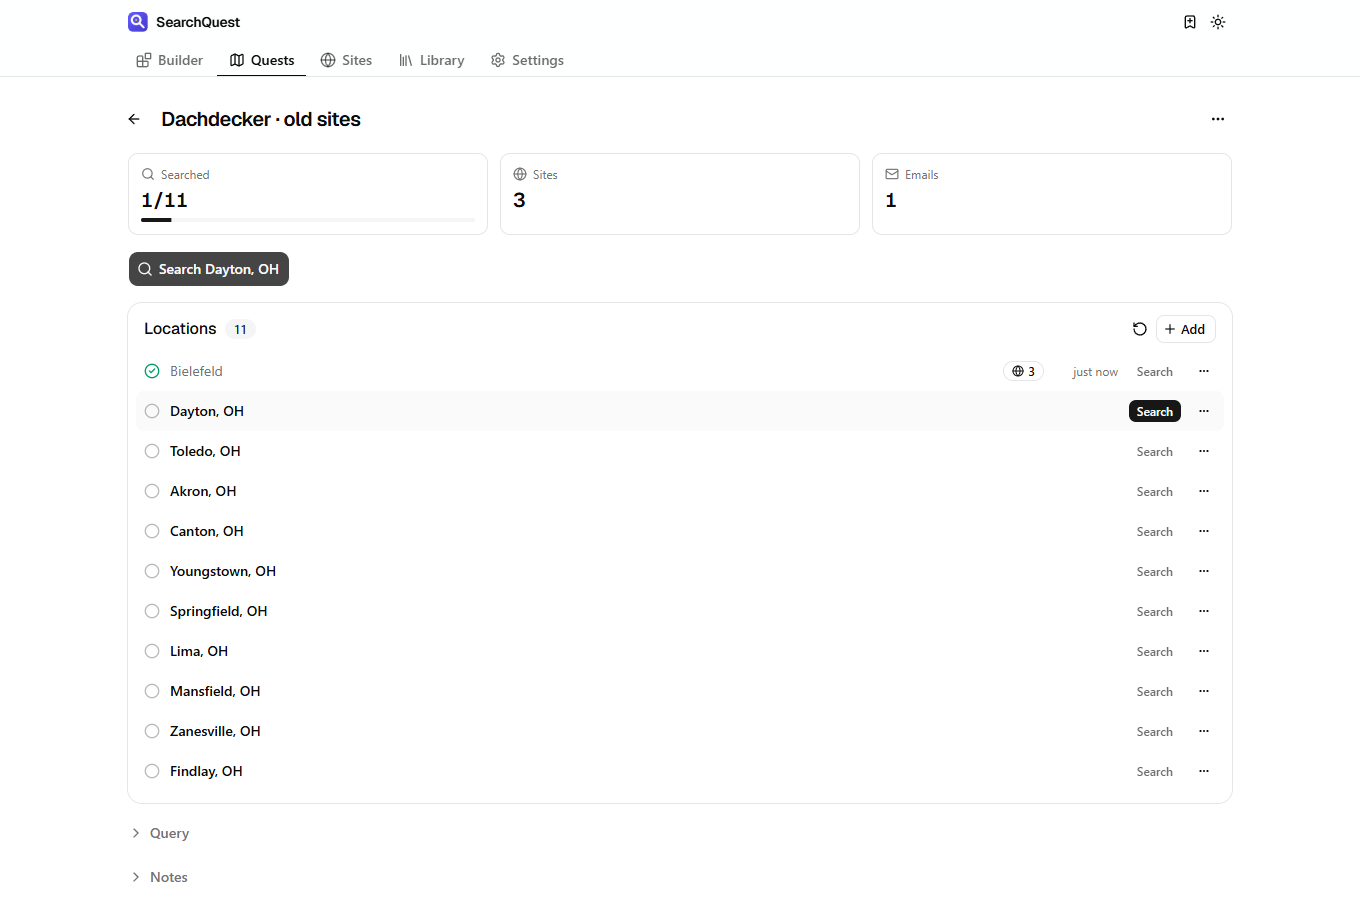 SearchQuest
Builder Quests Sites Library Settings
Dachdecker · old sites
Searched
1/11
Sites
3
Emails
1
Search Dayton, OH
Locations 11
Add
Bielefeld 3 just now Search
Dayton, OH Search
Toledo, OH Search
Akron, OH Search
Canton, OH Search
Youngstown, OH Search
Springfield, OH Search
Lima, OH Search
Mansfield, OH Search
Zanesville, OH Search
Findlay, OH Search
Query
Notes